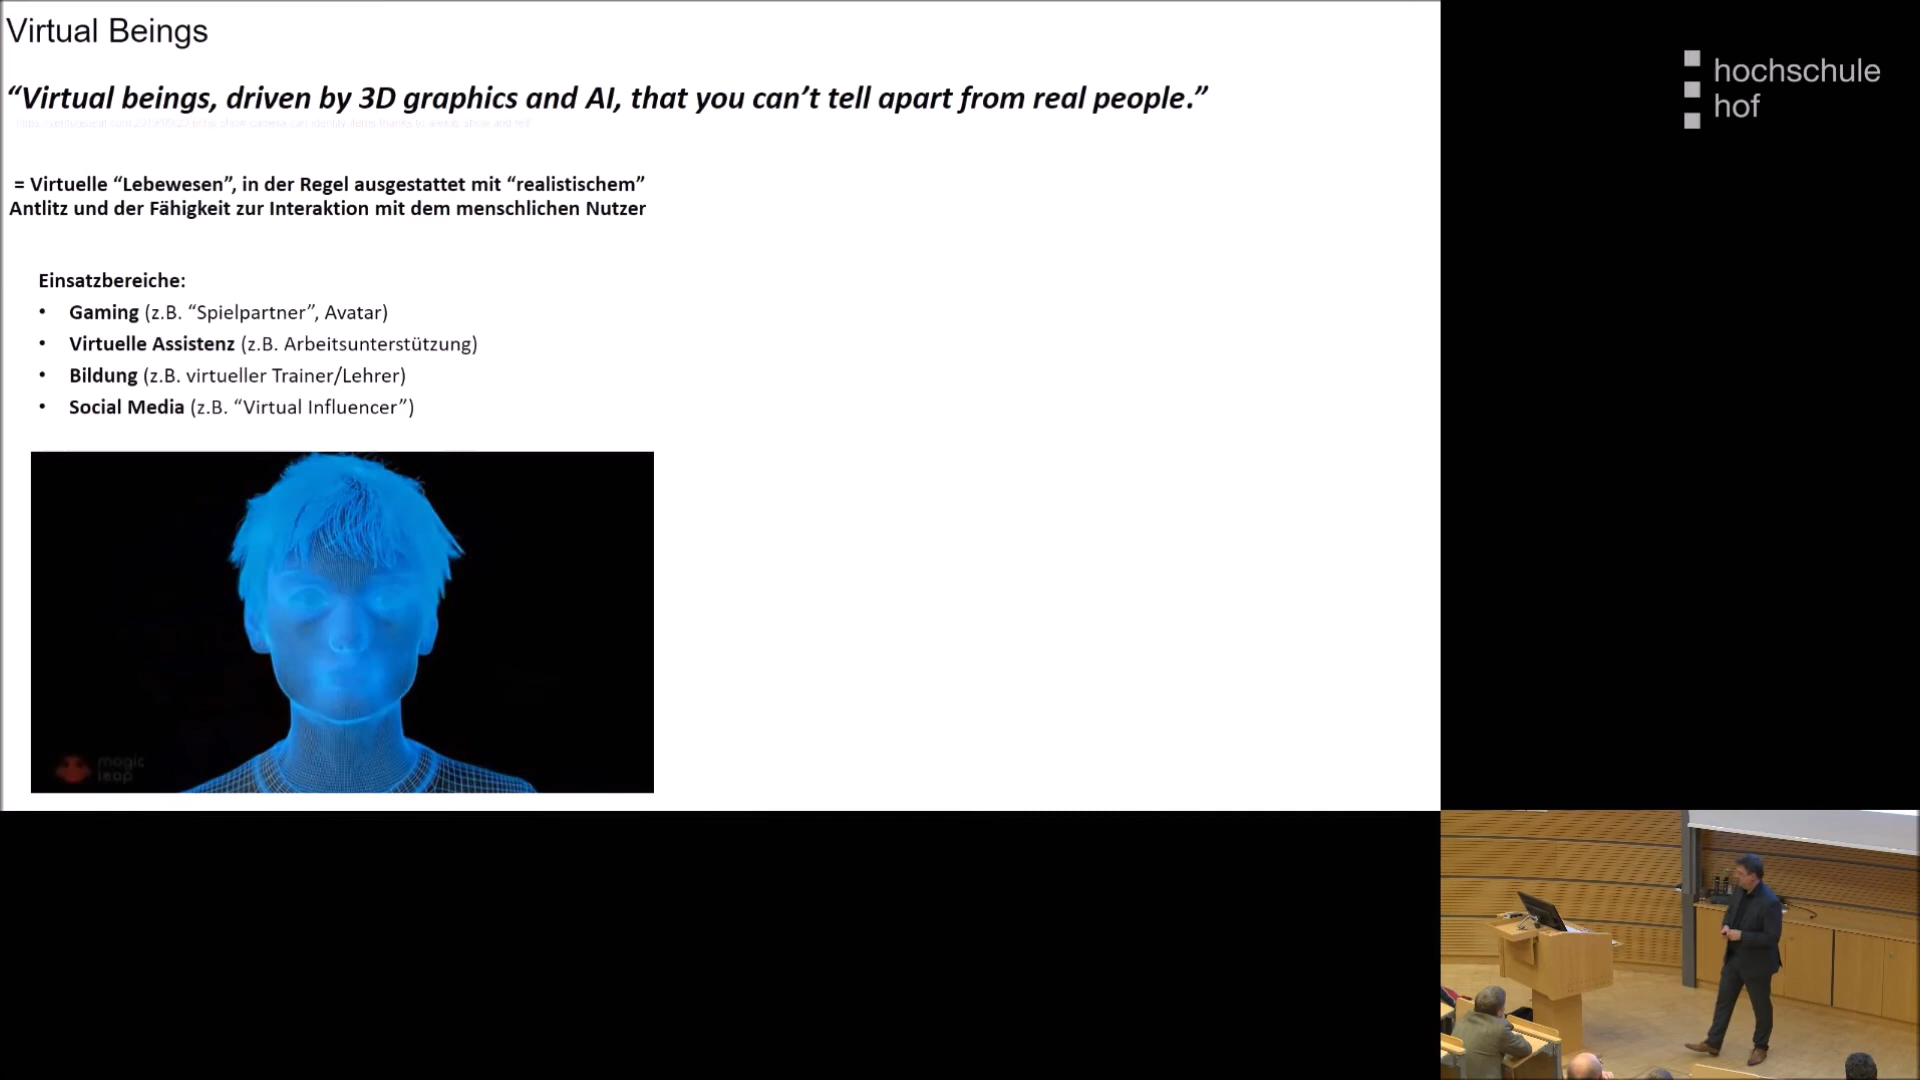 Virtual Beings
“Virtual beings, driven by 3D graphics and AI, that you can’t tell apart from real people.”
= Virtuelle “Lebewesen”, in der Regel ausgestattet mit “realistischem”
Antlitz und der Fähigkeit zur Interaktion mit dem menschlichen Nutzer
Einsatzbereiche:
• Gaming (z.B. “Spielpartner”, Avatar)
• Virtuelle Assistenz (z.B. Arbeitsunterstützung)
• Bildung (z.B. virtueller Trainer/Lehrer)
• Social Media (z.B. “Virtual Influencer”)
magic
leap
hochschule
hof